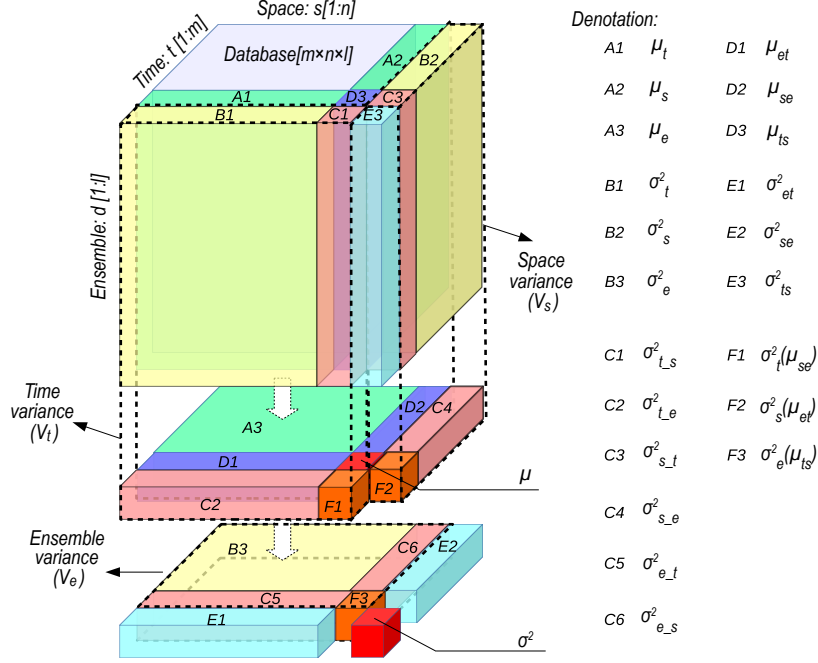 Space: s[1:n]
Time: t [1:m]
Database[m×n×l]
A2
B2
A1
D3
C3
B1
C1
E3
Ensemble: d [1:l]
Space
variance
(Vs)
Time
variance
(Vt)
A3
D2
C4
D1
C2
F1
F2
μ
Ensemble
variance
(Ve)
B3
C6
E2
C5
F3
E1
σ²
Denotation:
A1 μt D1 μet
A2 μs D2 μse
A3 μe D3 μts
B1 σ²t E1 σ²et
B2 σ²s E2 σ²se
B3 σ²e E3 σ²ts
C1 σ²t_s F1 σ²t(μse)
C2 σ²t_e F2 σ²s(μet)
C3 σ²s_t F3 σ²e(μts)
C4 σ²s_e
C5 σ²e_t
C6 σ²e_s